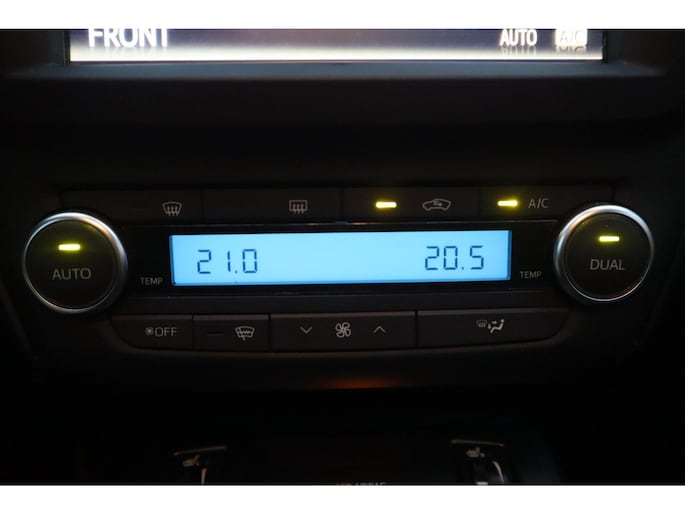 FRONT AUTO A/C
A/C
AUTO TEMP 21.0 20.5 TEMP DUAL
OFF